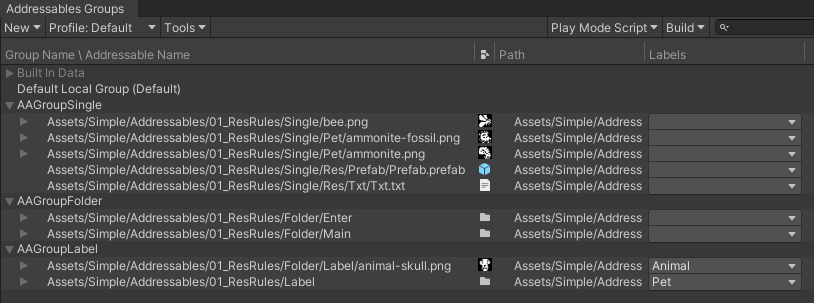 Addressables Groups
New Profile: Default Tools Play Mode Script Build
Group Name \ Addressable Name Path Labels
Built In Data
Default Local Group (Default)
AAGroupSingle
Assets/Simple/Addressables/01_ResRules/Single/bee.png Assets/Simple/Address
Assets/Simple/Addressables/01_ResRules/Single/Pet/ammonite-fossil.png Assets/Simple/Address
Assets/Simple/Addressables/01_ResRules/Single/Pet/ammonite.png Assets/Simple/Address
Assets/Simple/Addressables/01_ResRules/Single/Res/Prefab/Prefab.prefab Assets/Simple/Address
Assets/Simple/Addressables/01_ResRules/Single/Res/Txt/Txt.txt Assets/Simple/Address
AAGroupFolder
Assets/Simple/Addressables/01_ResRules/Folder/Enter Assets/Simple/Address
Assets/Simple/Addressables/01_ResRules/Folder/Main Assets/Simple/Address
AAGroupLabel
Assets/Simple/Addressables/01_ResRules/Folder/Label/animal-skull.png Assets/Simple/Address Animal
Assets/Simple/Addressables/01_ResRules/Label Assets/Simple/Address Pet